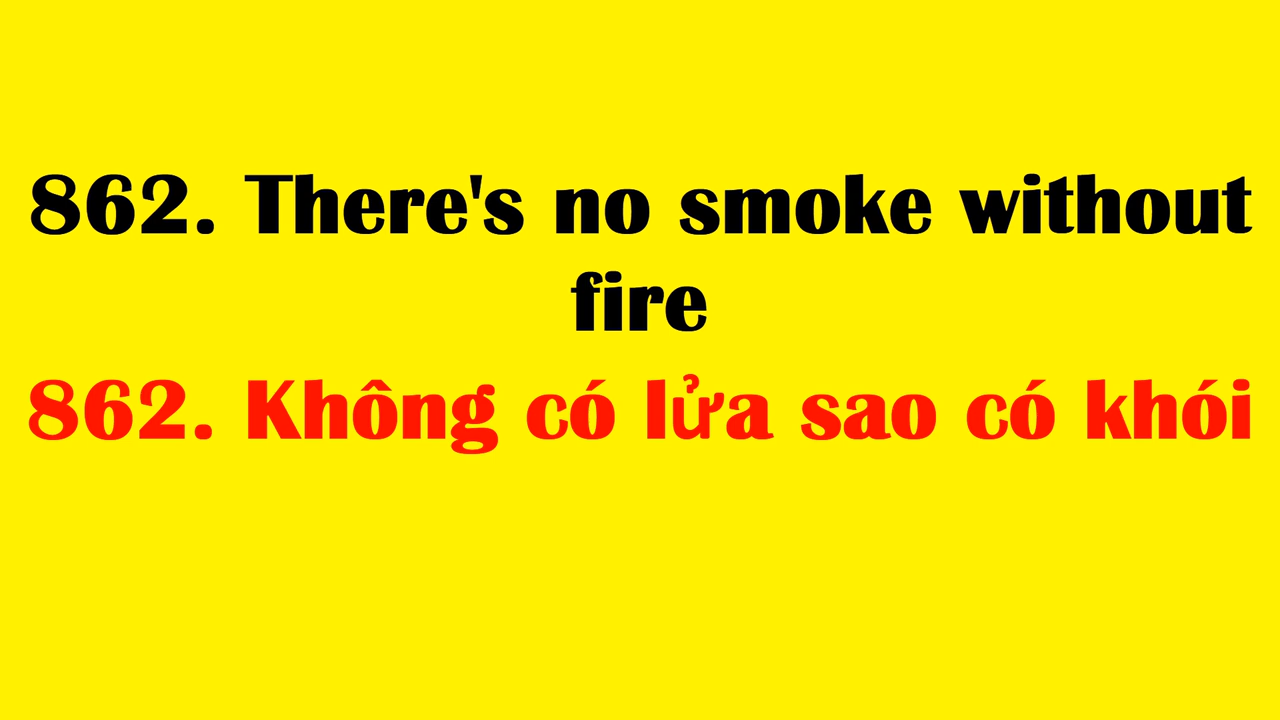 862. There's no smoke without
fire
862. Không có lửa sao có khói